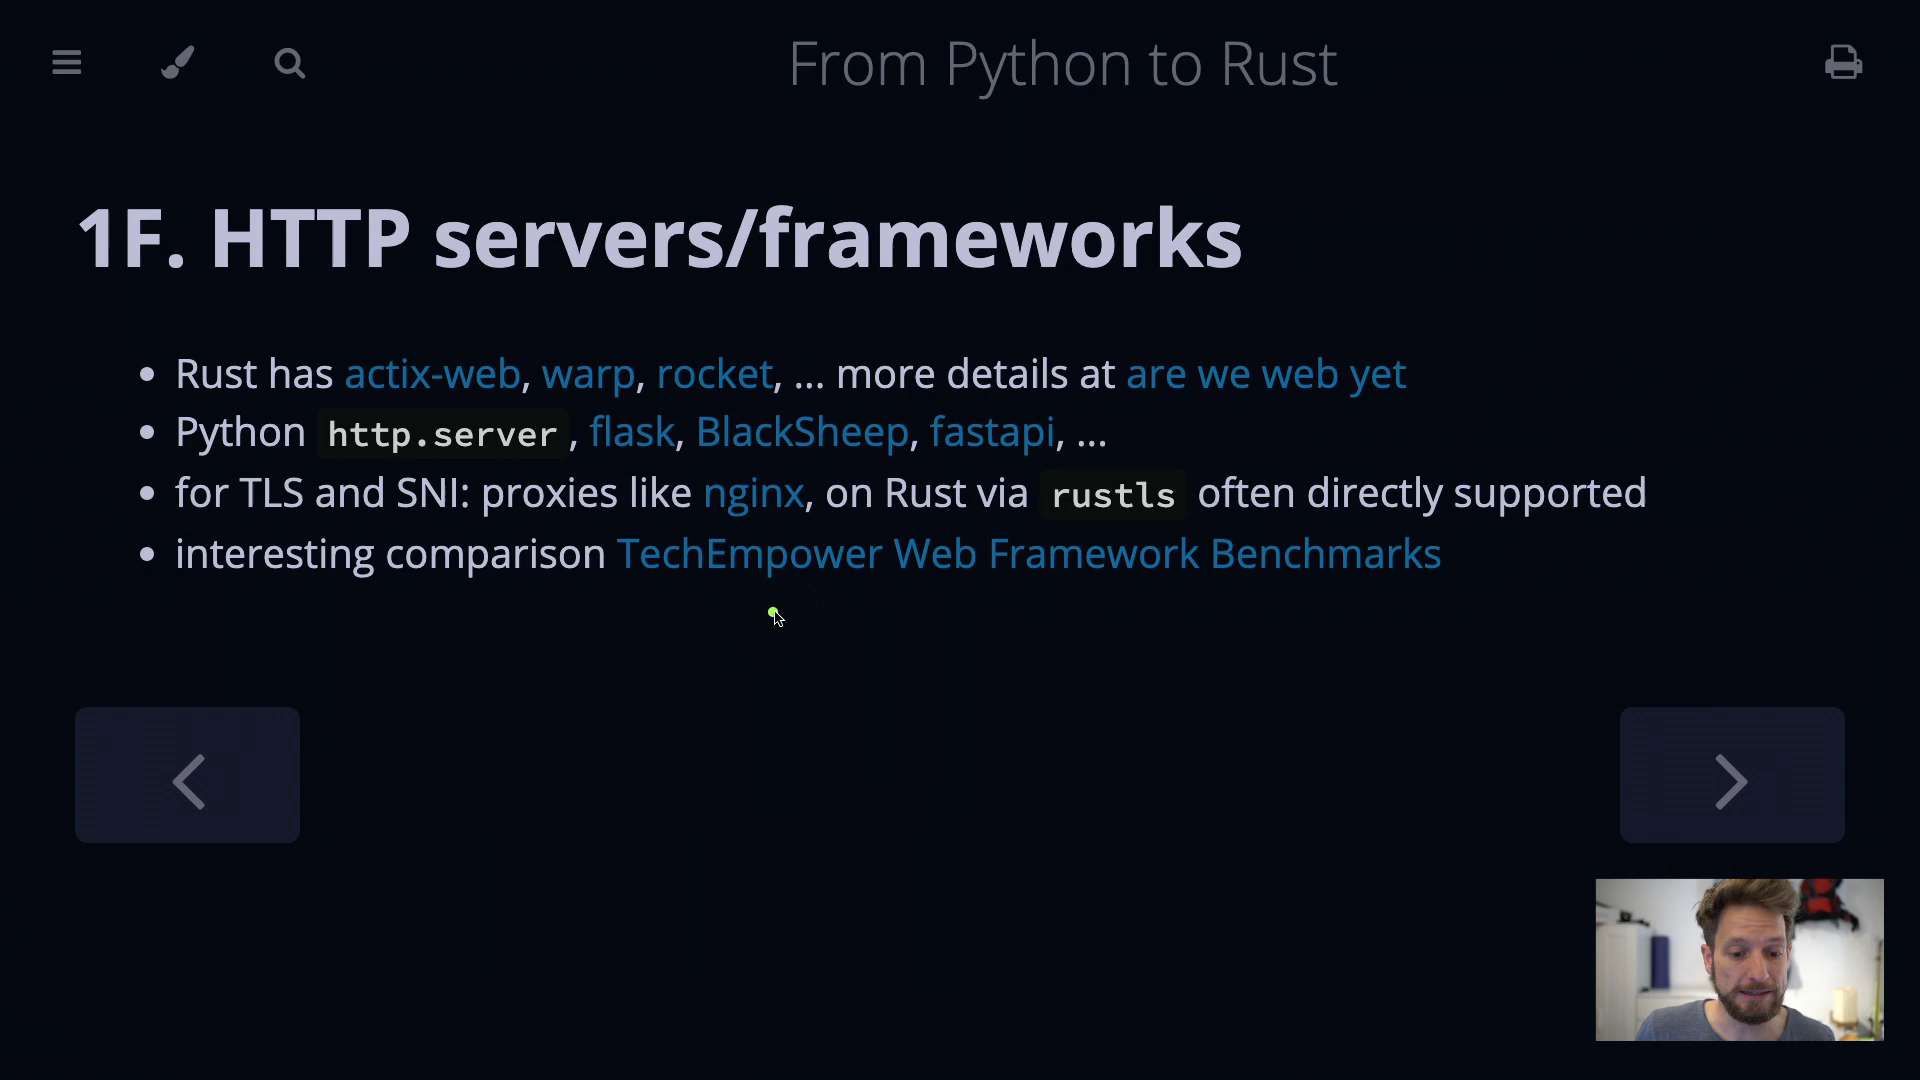 From Python to Rust
1F. HTTP servers/frameworks
• Rust has actix-web, warp, rocket, ... more details at are we web yet
• Python http.server, flask, BlackSheep, fastapi, ...
• for TLS and SNI: proxies like nginx, on Rust via rustls often directly supported
• interesting comparison TechEmpower Web Framework Benchmarks